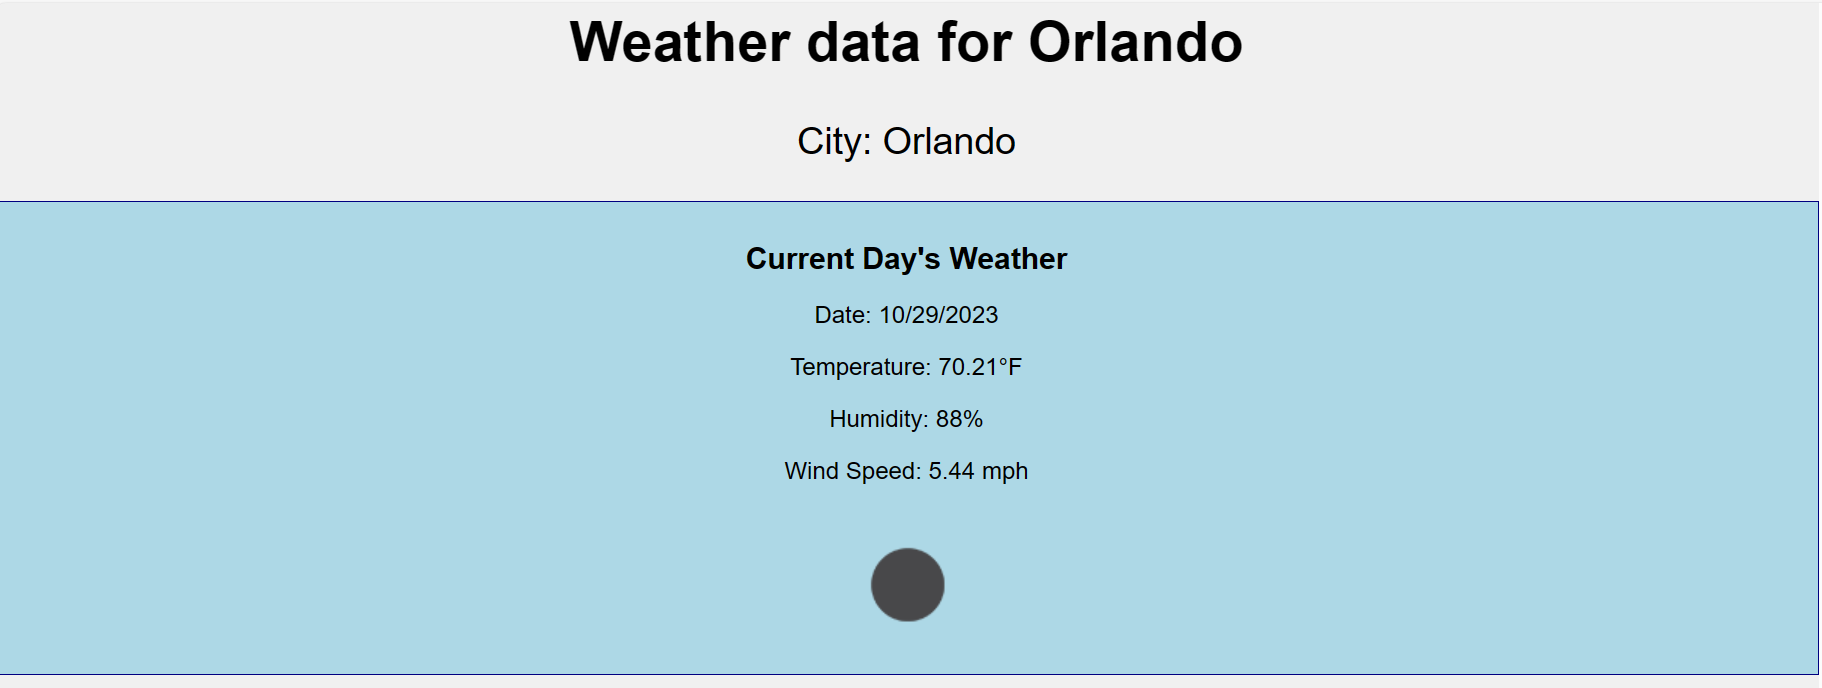 Weather data for Orlando
City: Orlando
Current Day's Weather
Date: 10/29/2023
Temperature: 70.21°F
Humidity: 88%
Wind Speed: 5.44 mph